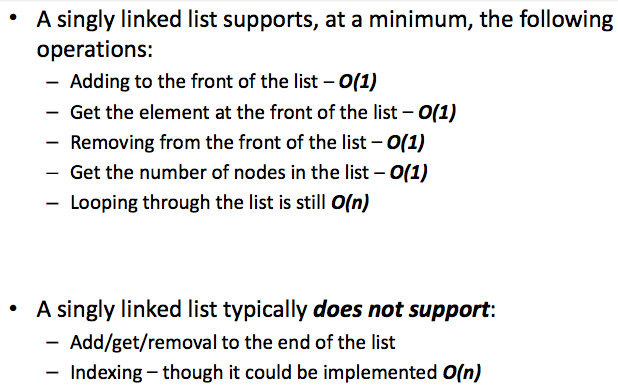 • A singly linked list supports, at a minimum, the following
operations:
– Adding to the front of the list – O(1)
– Get the element at the front of the list – O(1)
– Removing from the front of the list – O(1)
– Get the number of nodes in the list – O(1)
– Looping through the list is still O(n)
• A singly linked list typically does not support:
– Add/get/removal to the end of the list
– Indexing – though it could be implemented O(n)